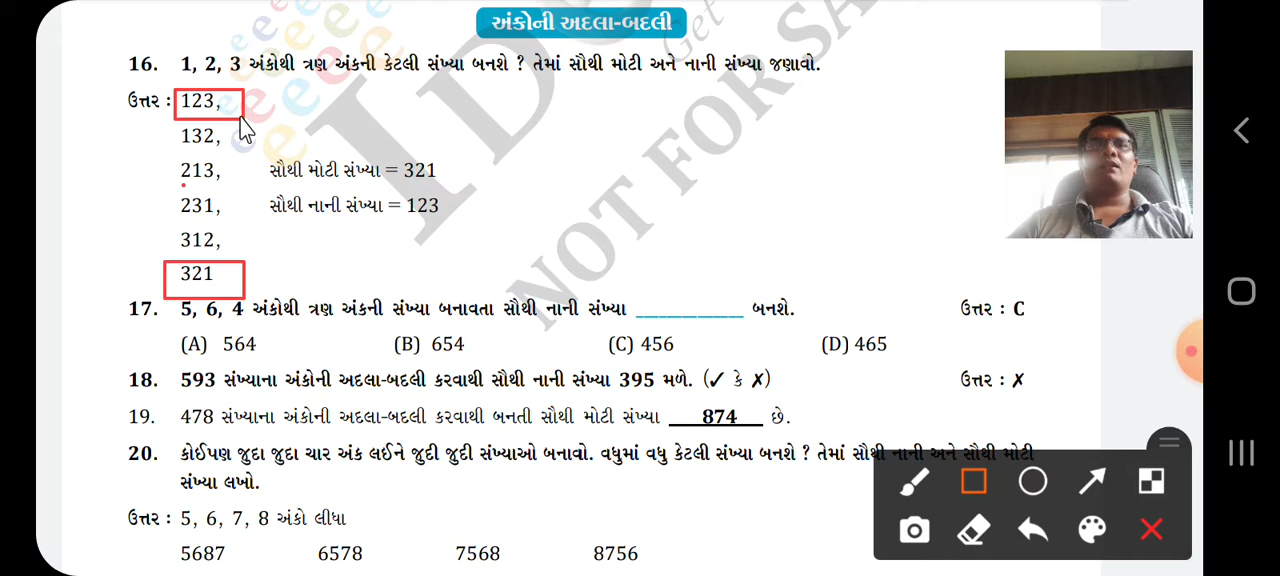 અંકોની અદલા-બદલી
16. 1, 2, 3 અંકોથી ત્રણ અંકની કેટલી સંખ્યા બનશે ? તેમાં સૌથી મોટી અને નાની સંખ્યા જણાવો.
ઉત્તર : 123,
132,
213, સૌથી મોટી સંખ્યા = 321
231, સૌથી નાની સંખ્યા = 123
312,
321
17. 5, 6, 4 અંકોથી ત્રણ અંકની સંખ્યા બનાવતા સૌથી નાની સંખ્યા ____________ બનશે. ઉત્તર : C
(A) 564 (B) 654 (C) 456 (D) 465
18. 593 સંખ્યાના અંકોની અદલા-બદલી કરવાથી સૌથી નાની સંખ્યા 395 મળે. (✓ કે ✗) ઉત્તર : ✗
19. 478 સંખ્યાના અંકોની અદલા-બદલી કરવાથી બનતી સૌથી મોટી સંખ્યા __874__ છે.
20. કોઈપણ જુદા જુદા ચાર અંક લઈને જુદી જુદી સંખ્યાઓ બનાવો. વધુમાં વધુ કેટલી સંખ્યા બનશે ? તેમાં સૌથી નાની અને સૌથી મોટી
સંખ્યા લખો.
ઉત્તર : 5, 6, 7, 8 અંકો લીધા
5687 6578 7568 8756
Get
NOT FOR SA